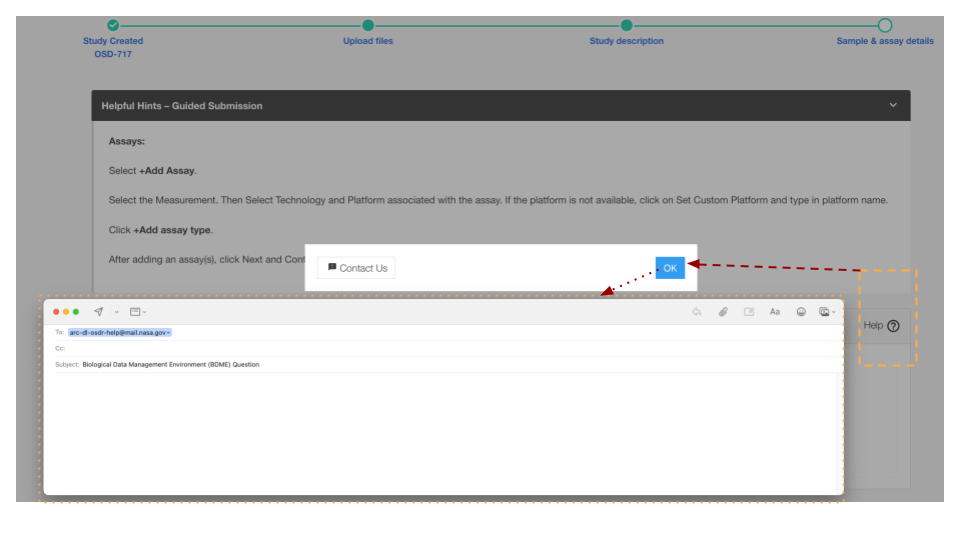 Study Created
OSD-717
Upload files
Study description
Sample & assay details
Helpful Hints – Guided Submission
Assays:
Select +Add Assay.
Select the Measurement. Then Select Technology and Platform associated with the assay. If the platform is not available, click on Set Custom Platform and type in platform name.
Click +Add assay type.
After adding an assay(s), click Next and Con
Contact Us
OK
Aa
Help
To: arc-dl-osdr-help@mail.nasa.gov
Cc:
Subject: Biological Data Management Environment (BDME) Question